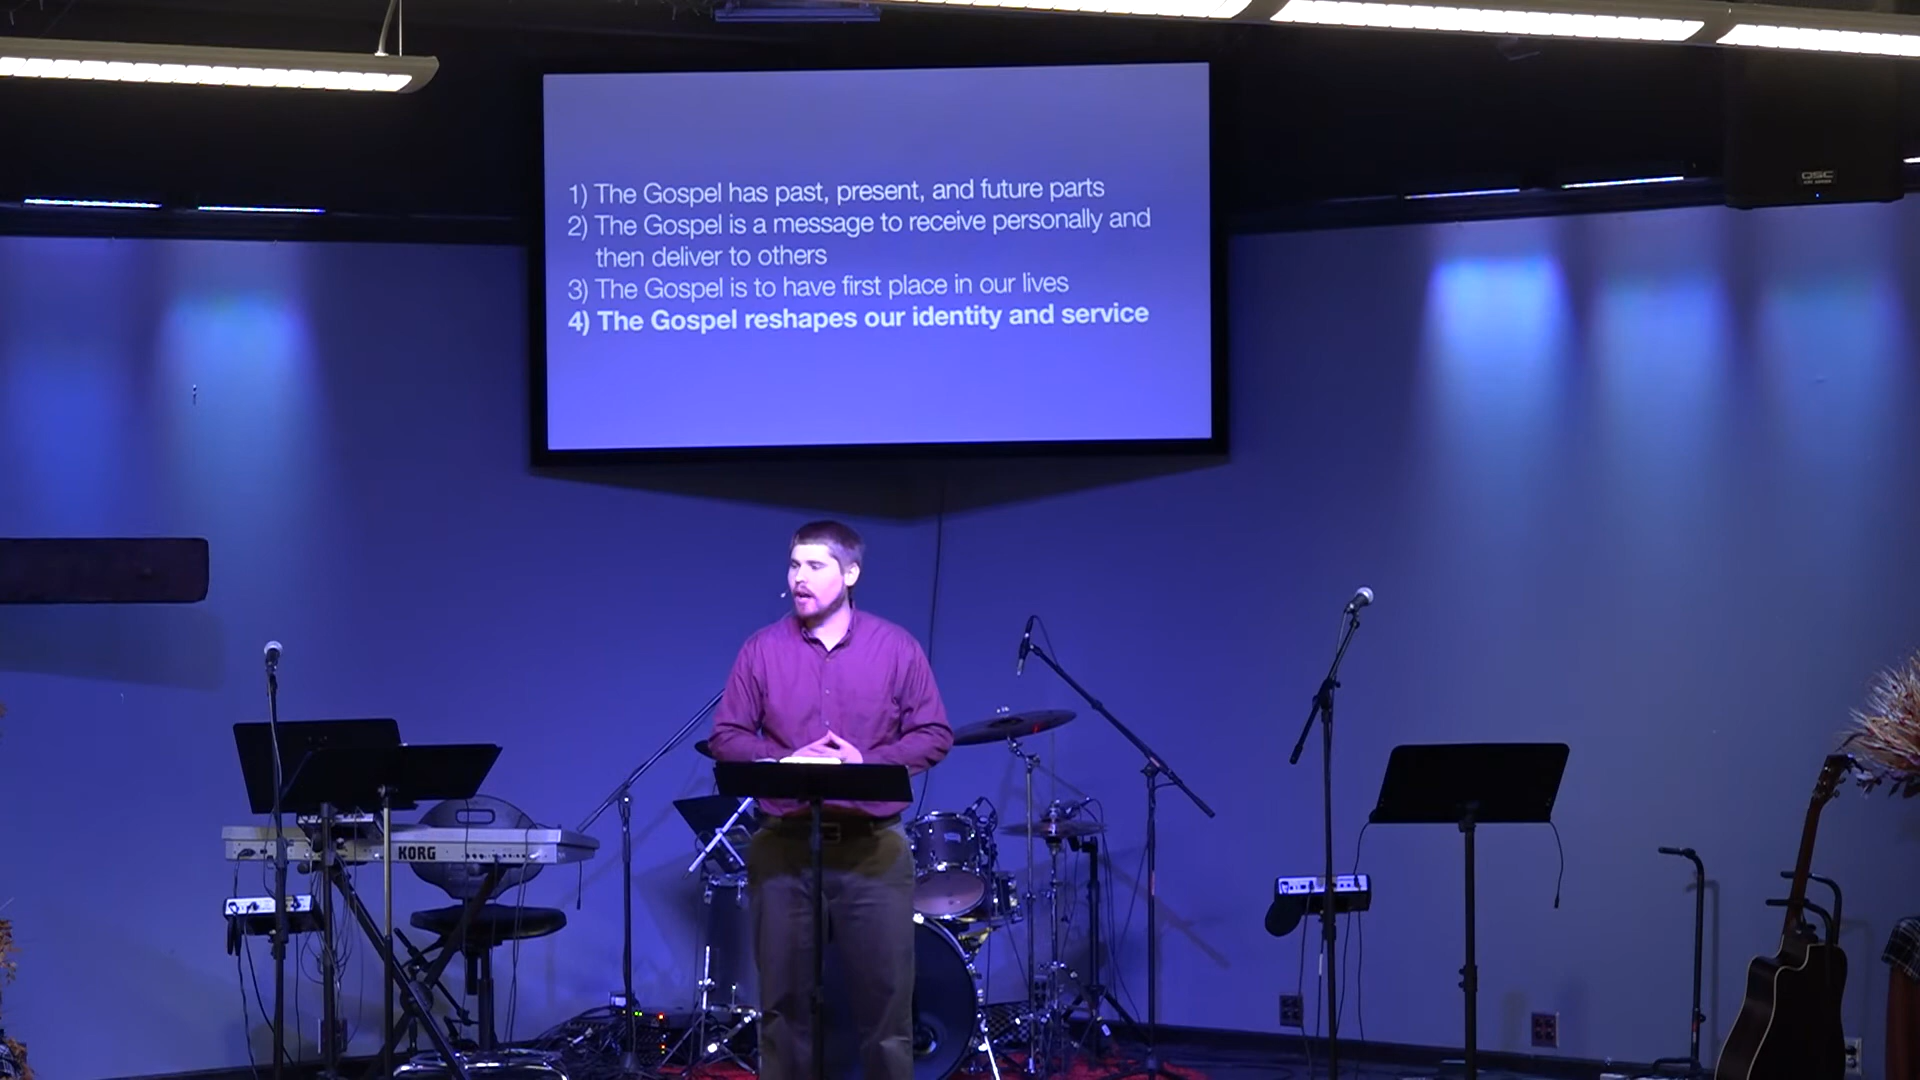 1) The Gospel has past, present, and future parts
2) The Gospel is a message to receive personally and
then deliver to others
3) The Gospel is to have first place in our lives
4) The Gospel reshapes our identity and service
QSC
KORG